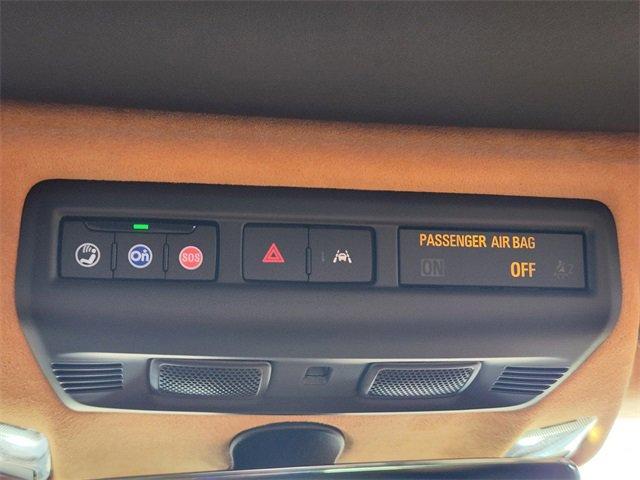 on
SOS
PASSENGER AIR BAG
ON OFF